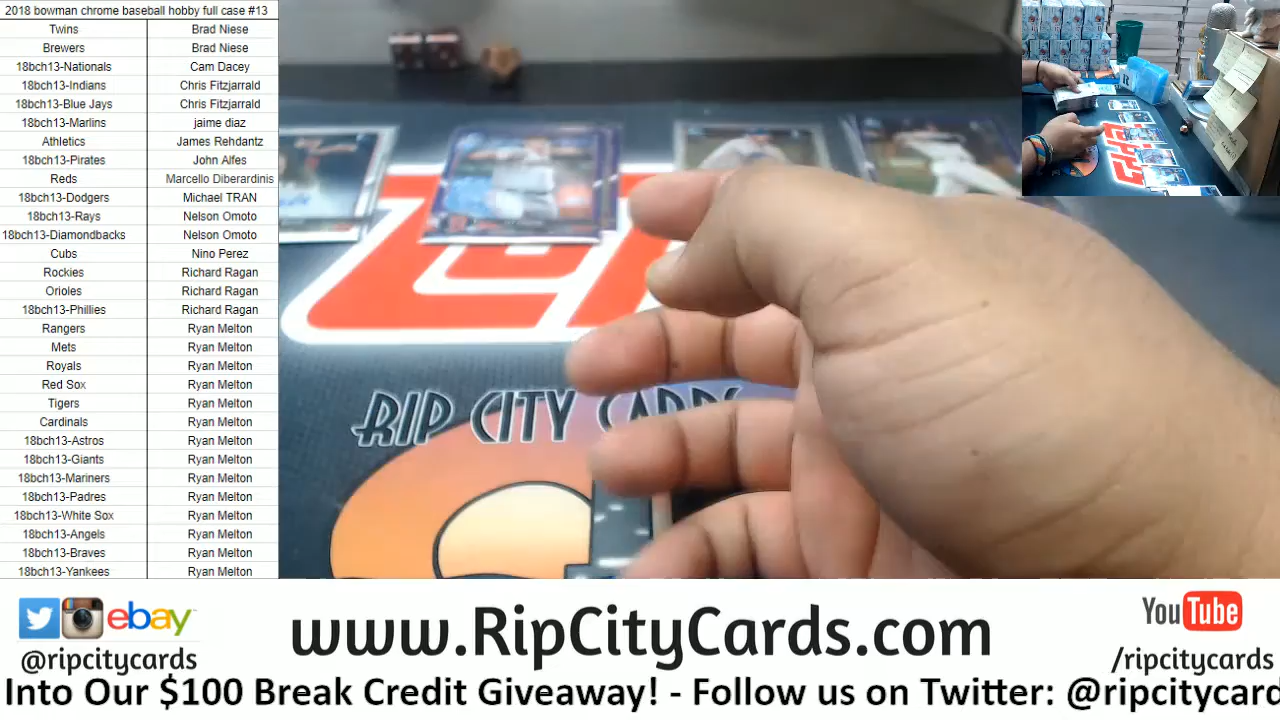 2018 bowman chrome baseball hobby full case #13
Twins Brad Niese
Brewers Brad Niese
18bch13-Nationals Cam Dacey
18bch13-Indians Chris Fitzjarrald
18bch13-Blue Jays Chris Fitzjarrald
18bch13-Marlins jaime diaz
Athletics James Rehdantz
18bch13-Pirates John Alfes
Reds Marcello Diberardinis
18bch13-Dodgers Michael TRAN
18bch13-Rays Nelson Omoto
18bch13-Diamondbacks Nelson Omoto
Cubs Nino Perez
Rockies Richard Ragan
Orioles Richard Ragan
18bch13-Phillies Richard Ragan
Rangers Ryan Melton
Mets Ryan Melton
Royals Ryan Melton
Red Sox Ryan Melton
Tigers Ryan Melton
Cardinals Ryan Melton
18bch13-Astros Ryan Melton
18bch13-Giants Ryan Melton
18bch13-Mariners Ryan Melton
18bch13-Padres Ryan Melton
18bch13-White Sox Ryan Melton
18bch13-Angels Ryan Melton
18bch13-Braves Ryan Melton
18bch13-Yankees Ryan Melton
RIP CITY CARDS
ebay
@ripcitycards
www.RipCityCards.com
YouTube
/ripcitycards
Into Our $100 Break Credit Giveaway! - Follow us on Twitter: @ripcitycard